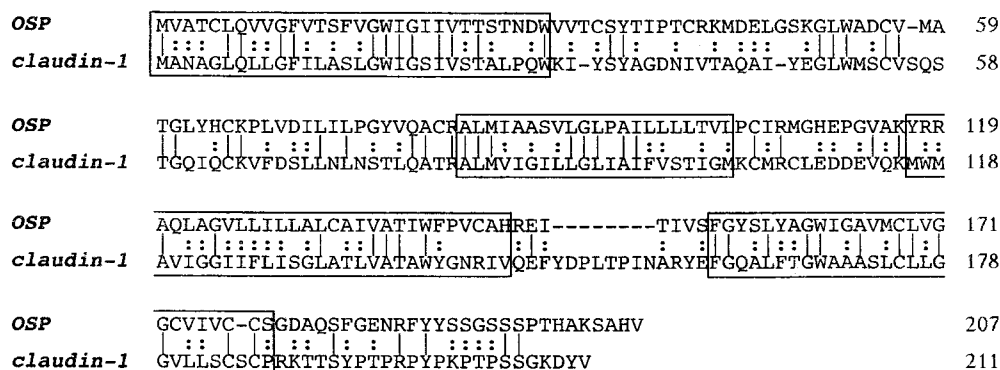 OSP MVATCLQVVGFVTSFVGWIGIIVTTSTNDWVVTCSYTIPTCRKMDELGSKGLWADCV-MA 59
claudin-1 MANAGLQLLGFILASLGWIGSIVSTALPQWKI-YSYAGDNIVTAQAI-YEGLWMSCVSQS 58
OSP TGLYHCKPLVDILILPGYVQACRALMIAASVLGLPAILLLLTVLPCIRMGHEPGVAKYRR 119
claudin-1 TGQIQCKVFDSLLNLNSTLQATRALMVIGILLGLIAIFVSTIGMKCMRCLEDDEVQKMWM 118
OSP AQLAGVLLILLALCAIVATIWFPVCAHREI--------TIVSFGYSLYAGWIGAVMCLVG 171
claudin-1 AVIGGIIFLISGLATLVATAWYGNRIVQEFYDPLTPINARYEFGQALFTGWAAASLCLLG 178
OSP GCVIVC-CSGDAQSFGENRFYYSSGSSSPTHAKSAHV 207
claudin-1 GVLLSCSCPRKTTSYPTPRPYPKPTPSSGKDYV 211